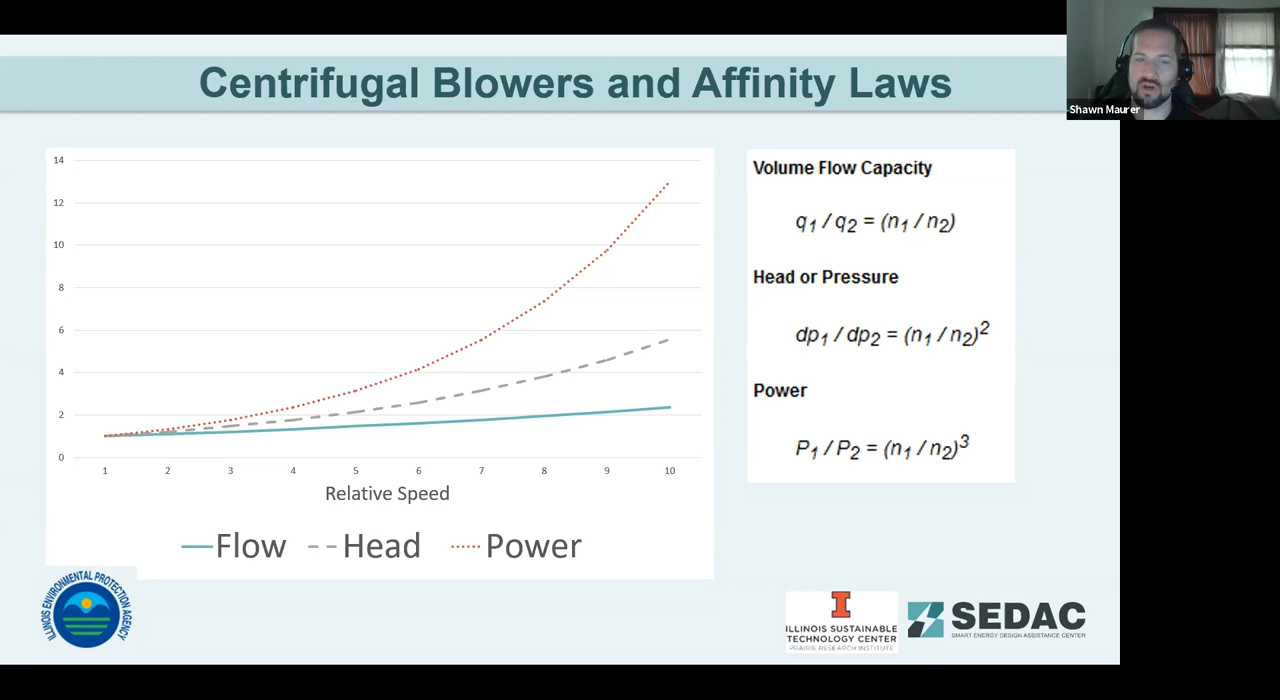 Centrifugal Blowers and Affinity Laws
Shawn Maurer
14
12
10
8
6
4
2
0
1 2 3 4 5 6 7 8 9 10
Relative Speed
Flow Head Power
Volume Flow Capacity
q1 / q2 = (n1 / n2)
Head or Pressure
dp1 / dp2 = (n1 / n2)2
Power
P1 / P2 = (n1 / n2)3
ILLINOIS ENVIRONMENTAL PROTECTION AGENCY
I
ILLINOIS SUSTAINABLE
TECHNOLOGY CENTER
PRAIRIE RESEARCH INSTITUTE
SEDAC
SMART ENERGY DESIGN ASSISTANCE CENTER